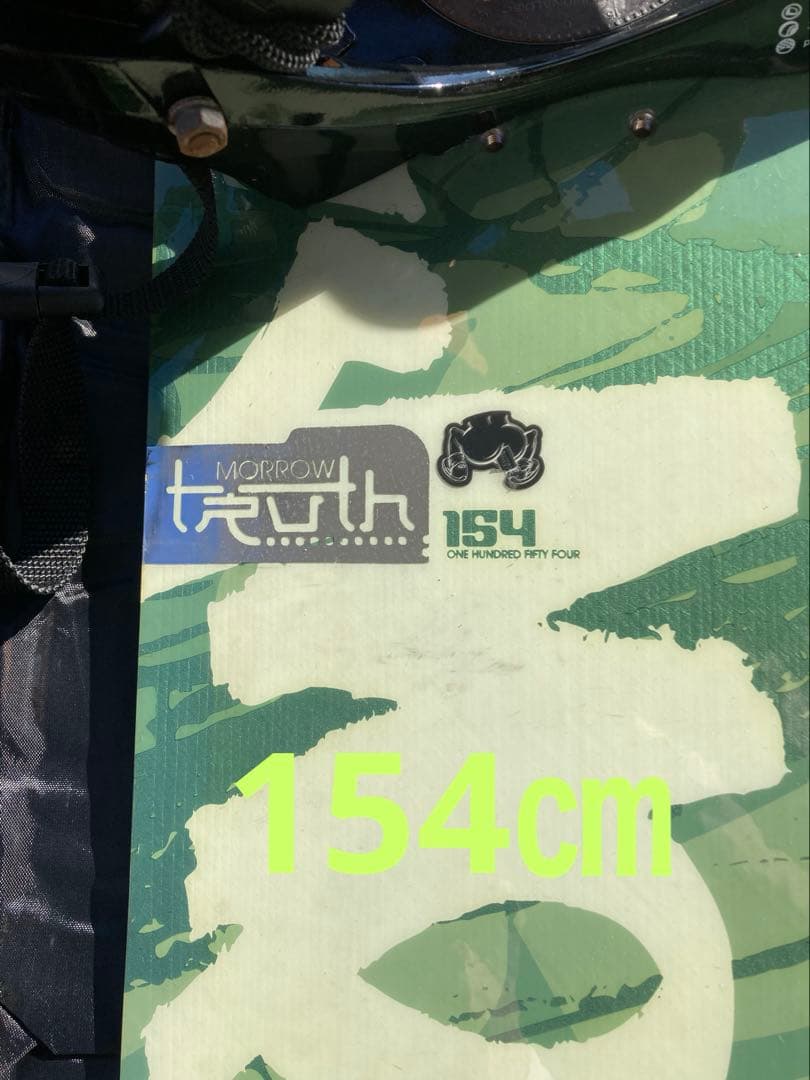 MORROW
truth
154
ONE HUNDRED FIFTY FOUR
154cm